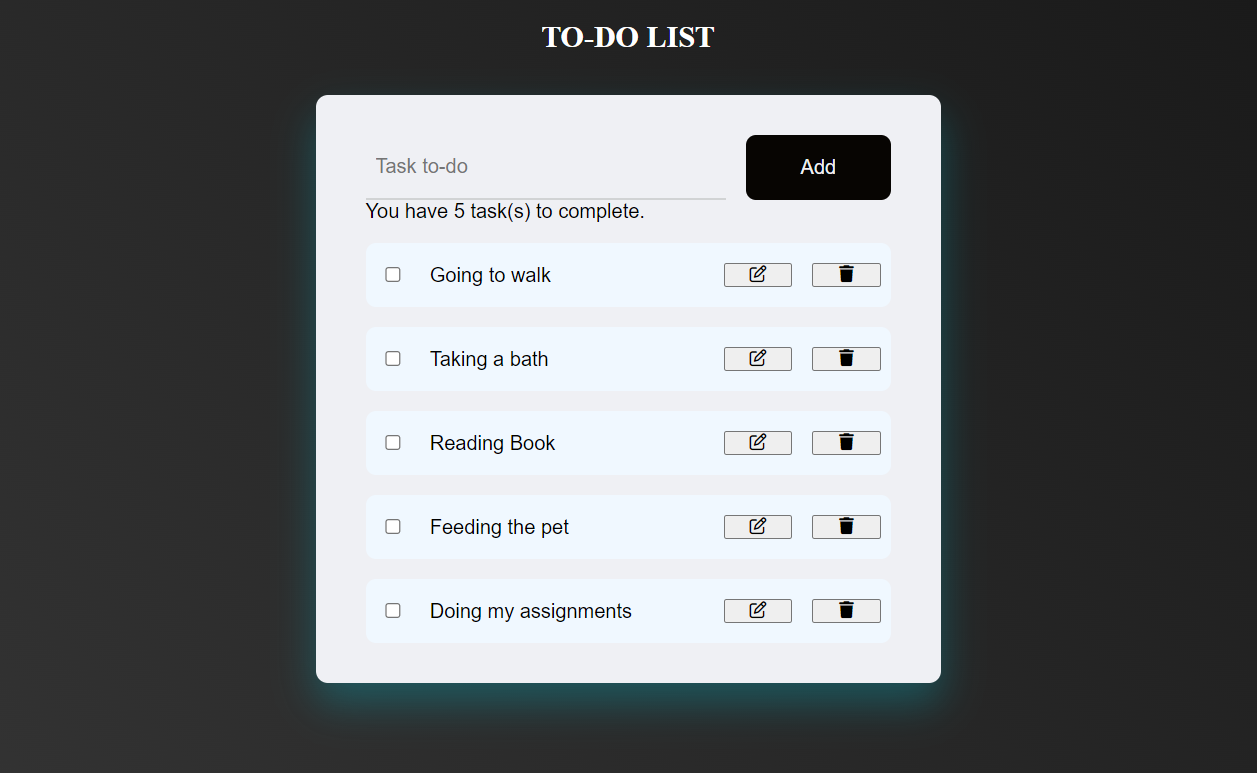 TO-DO LIST
Task to-do
Add
You have 5 task(s) to complete.
Going to walk
Taking a bath
Reading Book
Feeding the pet
Doing my assignments